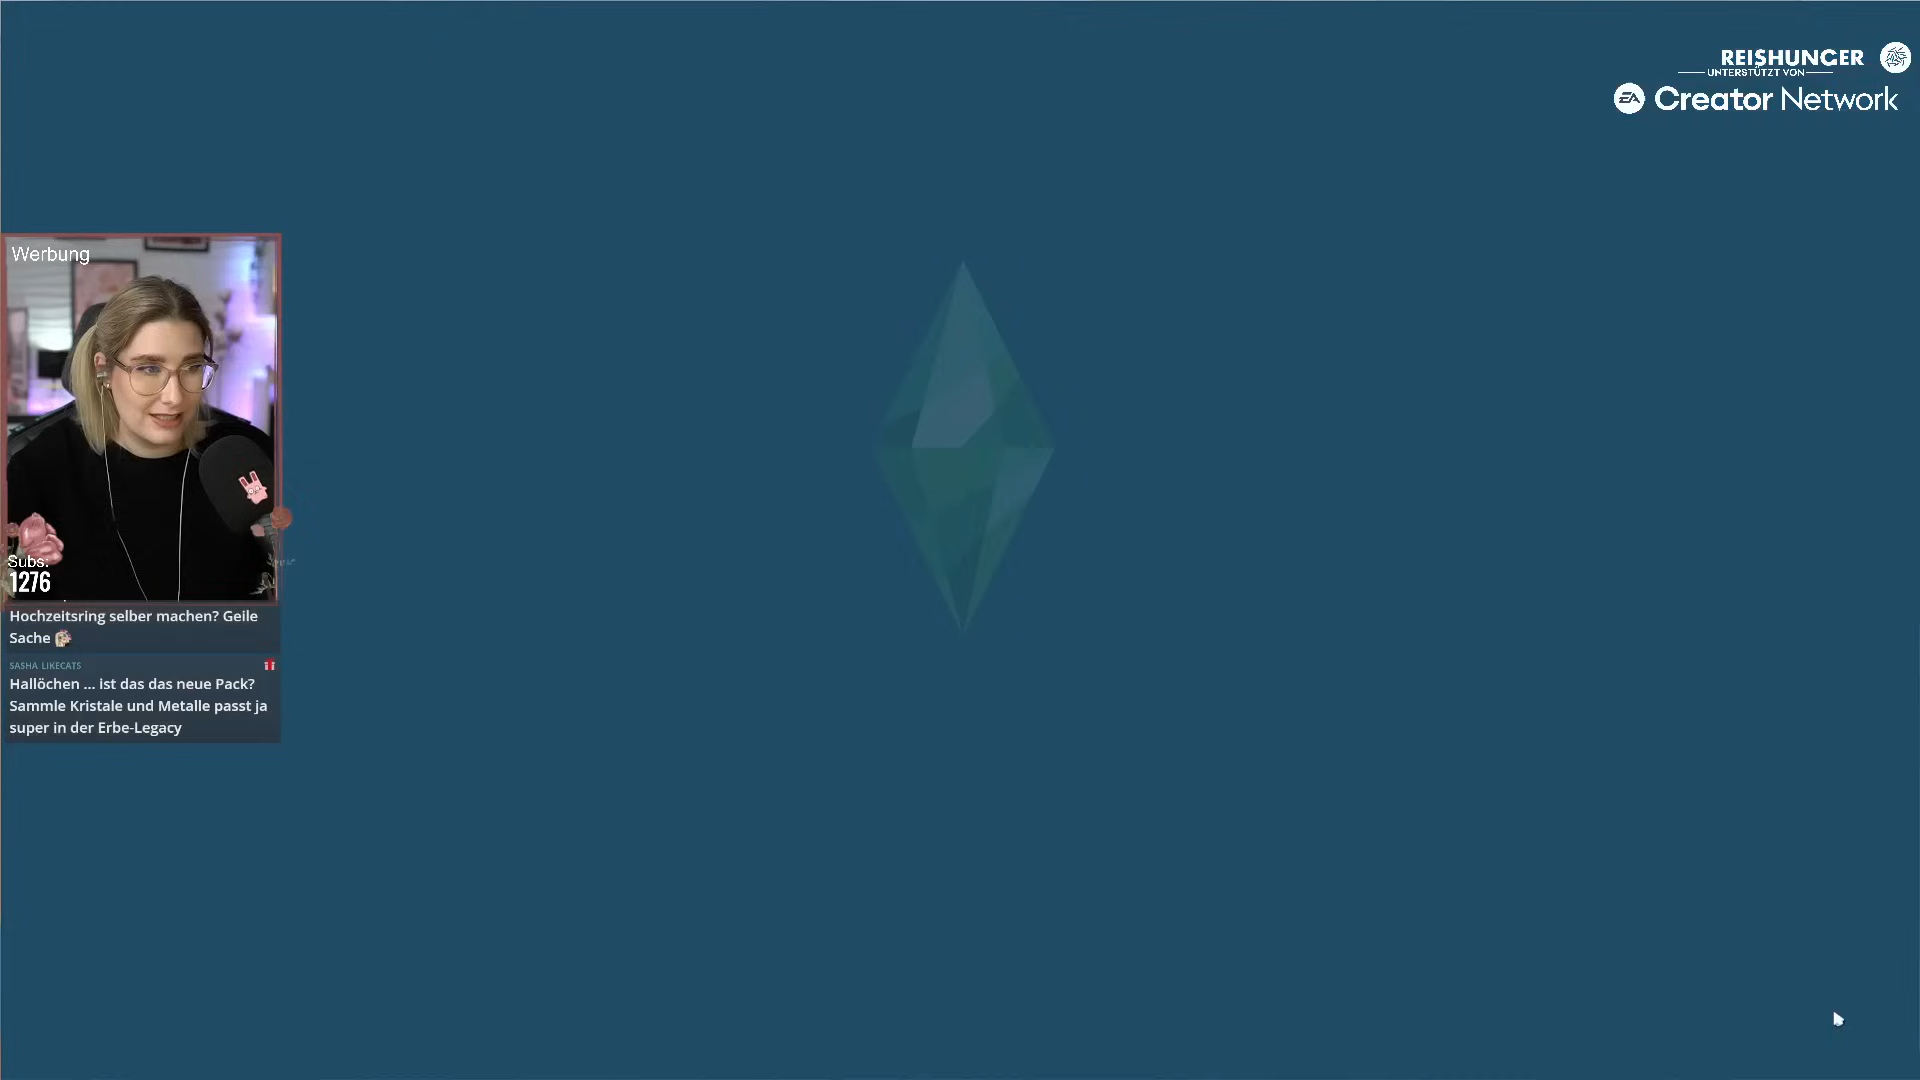 REISHUNGER
UNTERSTÜTZT VON
EA Creator Network
Werbung
Subs:
1276
Hochzeitsring selber machen? Geile
Sache
SASHA LIKECATS
Hallöchen ... ist das das neue Pack?
Sammle Kristale und Metalle passt ja
super in der Erbe-Legacy